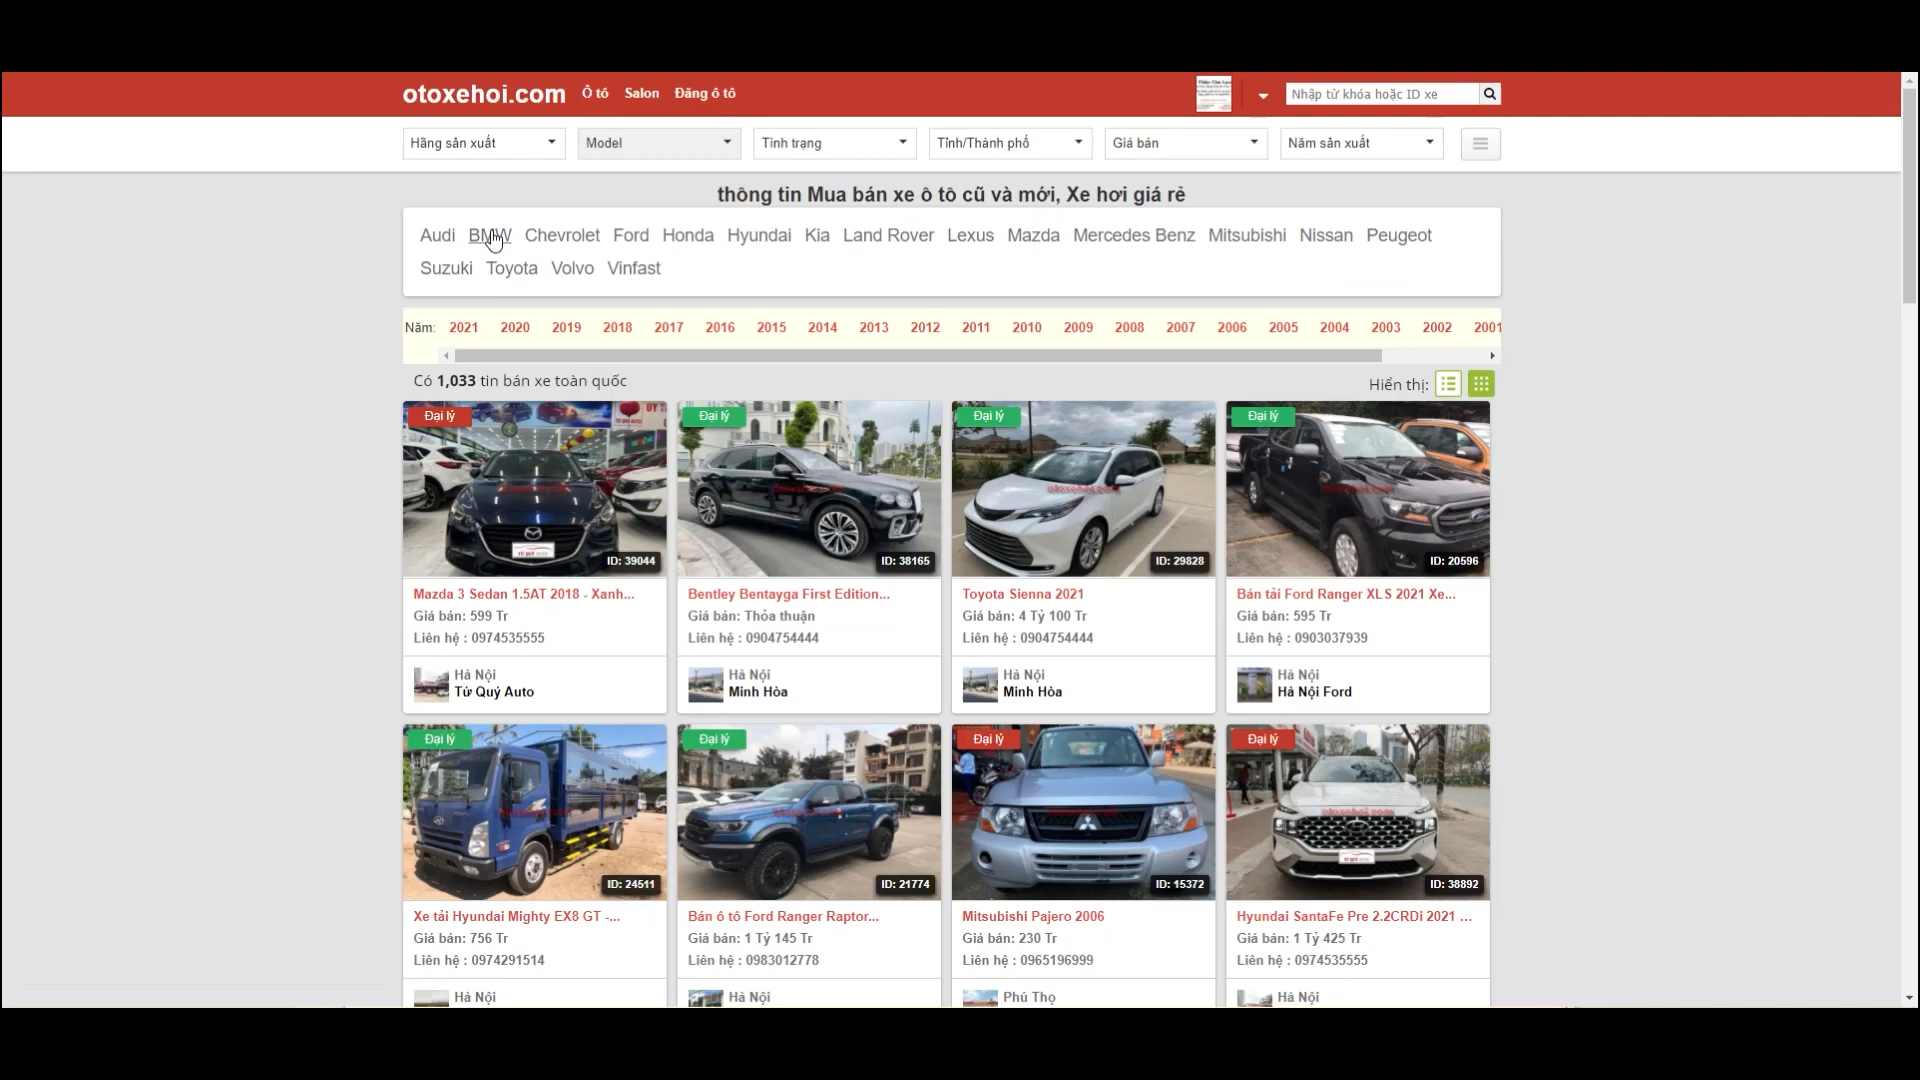 otoxehoi.com Ô tô Salon Đăng ô tô Nhập từ khóa hoặc ID xe
Hãng sản xuất Model Tình trạng Tỉnh/Thành phố Giá bán Năm sản xuất
thông tin Mua bán xe ô tô cũ và mới, Xe hơi giá rẻ
Audi BMW Chevrolet Ford Honda Hyundai Kia Land Rover Lexus Mazda Mercedes Benz Mitsubishi Nissan Peugeot
Suzuki Toyota Volvo Vinfast
Năm: 2021 2020 2019 2018 2017 2016 2015 2014 2013 2012 2011 2010 2009 2008 2007 2006 2005 2004 2003 2002 2001
Có 1,033 tin bán xe toàn quốc Hiển thị:
Đại lý Đại lý Đại lý Đại lý
ID: 39044 ID: 38165 ID: 29828 ID: 20596
Mazda 3 Sedan 1.5AT 2018 - Xanh... Bentley Bentayga First Edition... Toyota Sienna 2021 Bán tải Ford Ranger XLS 2021 Xe...
Giá bán: 599 Tr Giá bán: Thỏa thuận Giá bán: 4 Tỷ 100 Tr Giá bán: 595 Tr
Liên hệ : 0974535555 Liên hệ : 0904754444 Liên hệ : 0904754444 Liên hệ : 0903037939
Hà Nội Hà Nội Hà Nội Hà Nội
Tứ Quý Auto Minh Hòa Minh Hòa Hà Nội Ford
Đại lý Đại lý Đại lý Đại lý
otoxehoi.com
ID: 24511 ID: 21774 ID: 15372 ID: 38892
Xe tải Hyundai Mighty EX8 GT -... Bán ô tô Ford Ranger Raptor... Mitsubishi Pajero 2006 Hyundai SantaFe Pre 2.2CRDi 2021 ...
Giá bán: 756 Tr Giá bán: 1 Tỷ 145 Tr Giá bán: 230 Tr Giá bán: 1 Tỷ 425 Tr
Liên hệ : 0974291514 Liên hệ : 0983012778 Liên hệ : 0965196999 Liên hệ : 0974535555
Hà Nội Hà Nội Phú Thọ Hà Nội